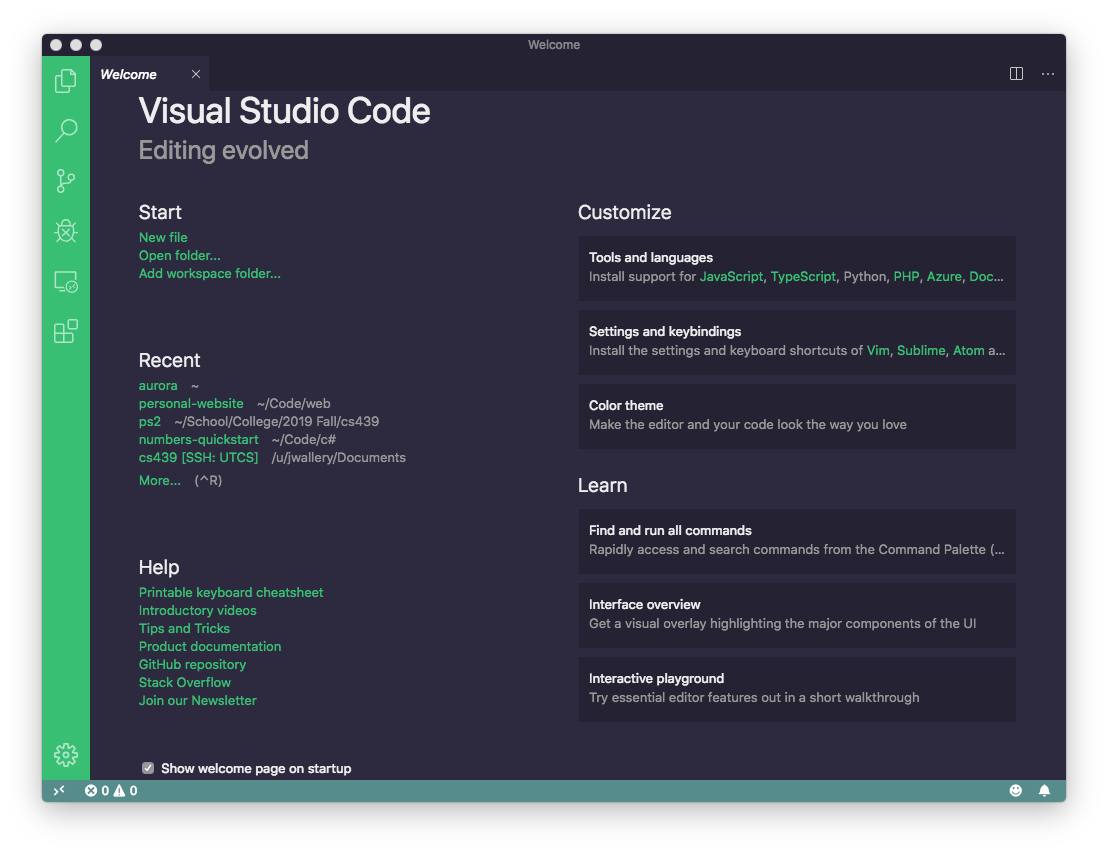 Welcome
Welcome
Visual Studio Code
Editing evolved
Start
New file
Open folder...
Add workspace folder...
Recent
aurora ~
personal-website ~/Code/web
ps2 ~/School/College/2019 Fall/cs439
numbers-quickstart ~/Code/c#
cs439 [SSH: UTCS] /u/jwallery/Documents
More... (^R)
Help
Printable keyboard cheatsheet
Introductory videos
Tips and Tricks
Product documentation
GitHub repository
Stack Overflow
Join our Newsletter
Show welcome page on startup
Customize
Tools and languages
Install support for JavaScript, TypeScript, Python, PHP, Azure, Doc...
Settings and keybindings
Install the settings and keyboard shortcuts of Vim, Sublime, Atom a...
Color theme
Make the editor and your code look the way you love
Learn
Find and run all commands
Rapidly access and search commands from the Command Palette (...
Interface overview
Get a visual overlay highlighting the major components of the UI
Interactive playground
Try essential editor features out in a short walkthrough
0 0